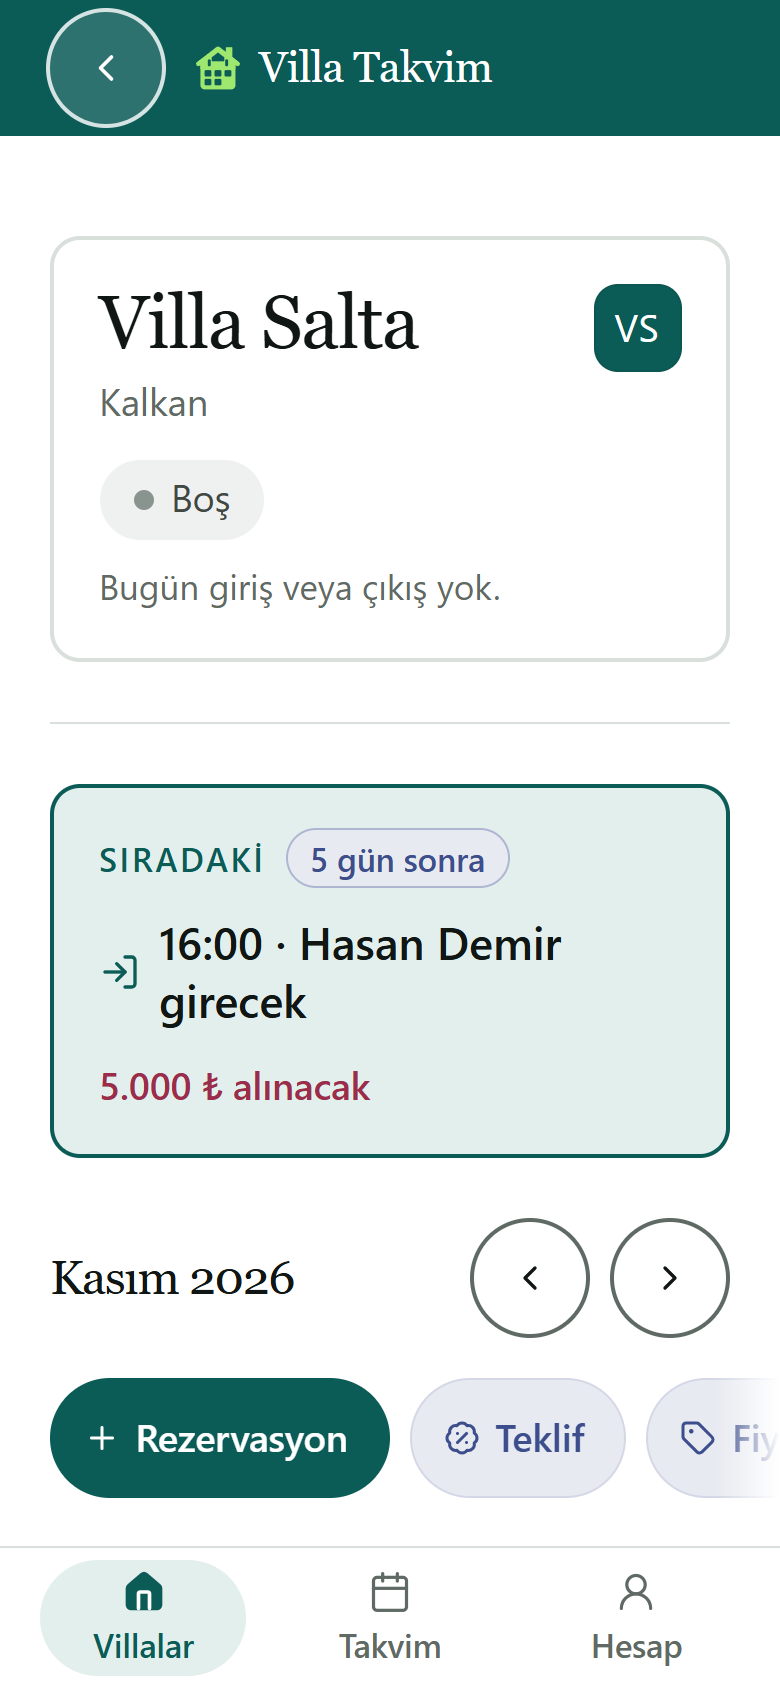 Villa Takvim
Villa Salta
VS
Kalkan
Boş
Bugün giriş veya çıkış yok.
SIRADAKİ
5 gün sonra
16:00 · Hasan Demir
girecek
5.000 ₺ alınacak
Kasım 2026
Rezervasyon
Teklif
Villalar
Takvim
Hesap